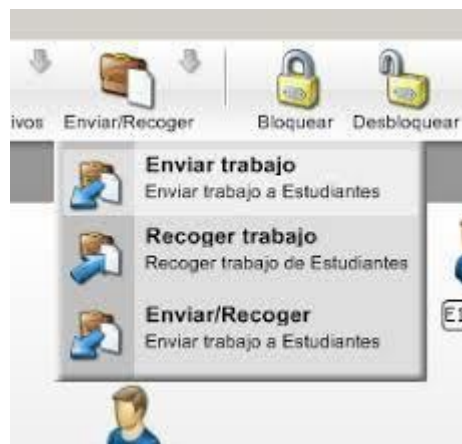 ivos Enviar/Recoger Bloquear Desbloquear
Enviar trabajo
Enviar trabajo a Estudiantes
Recoger trabajo
Recoger trabajo de Estudiantes
Enviar/Recoger
Enviar trabajo a Estudiantes
E1